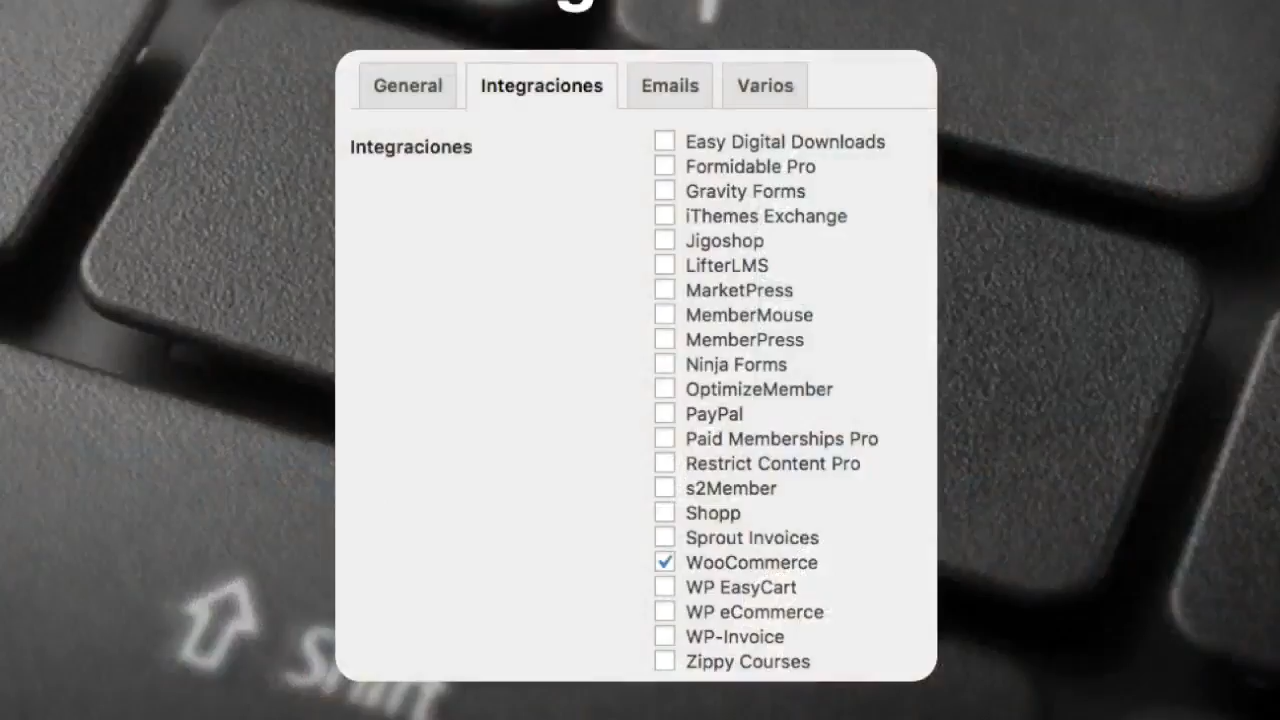 General
Integraciones
Emails
Varios
Integraciones
Easy Digital Downloads
Formidable Pro
Gravity Forms
iThemes Exchange
Jigoshop
LifterLMS
MarketPress
MemberMouse
MemberPress
Ninja Forms
OptimizeMember
PayPal
Paid Memberships Pro
Restrict Content Pro
s2Member
Shopp
Sprout Invoices
WooCommerce
WP EasyCart
WP eCommerce
WP-Invoice
Zippy Courses
Shift